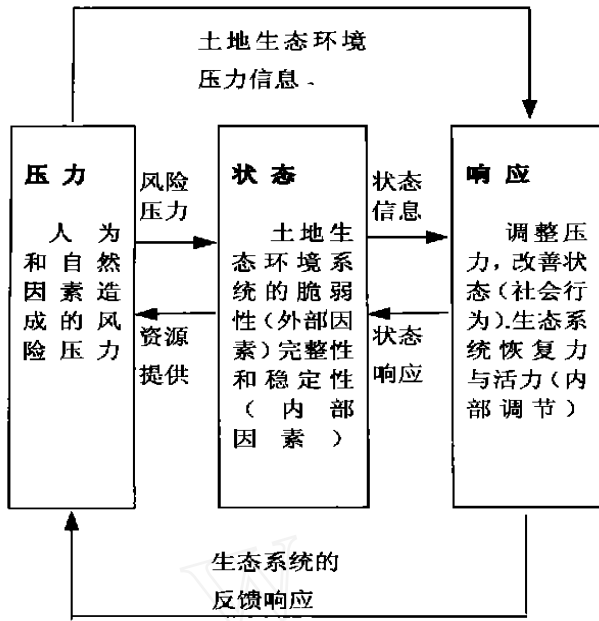 土地生态环境
压力信息
压力
人为
和自然
因素造
成的风
险压力
风险
压力
资源
提供
状态
土地生
态环境系
统的脆弱
性(外部因
素)完整性
和稳定性
(内部
因素)
状态
信息
状态
响应
响应
调整压
力,改善状
态(社会行
为).生态系
统恢复力
与活力(内
部调节)
生态系统的
反馈响应